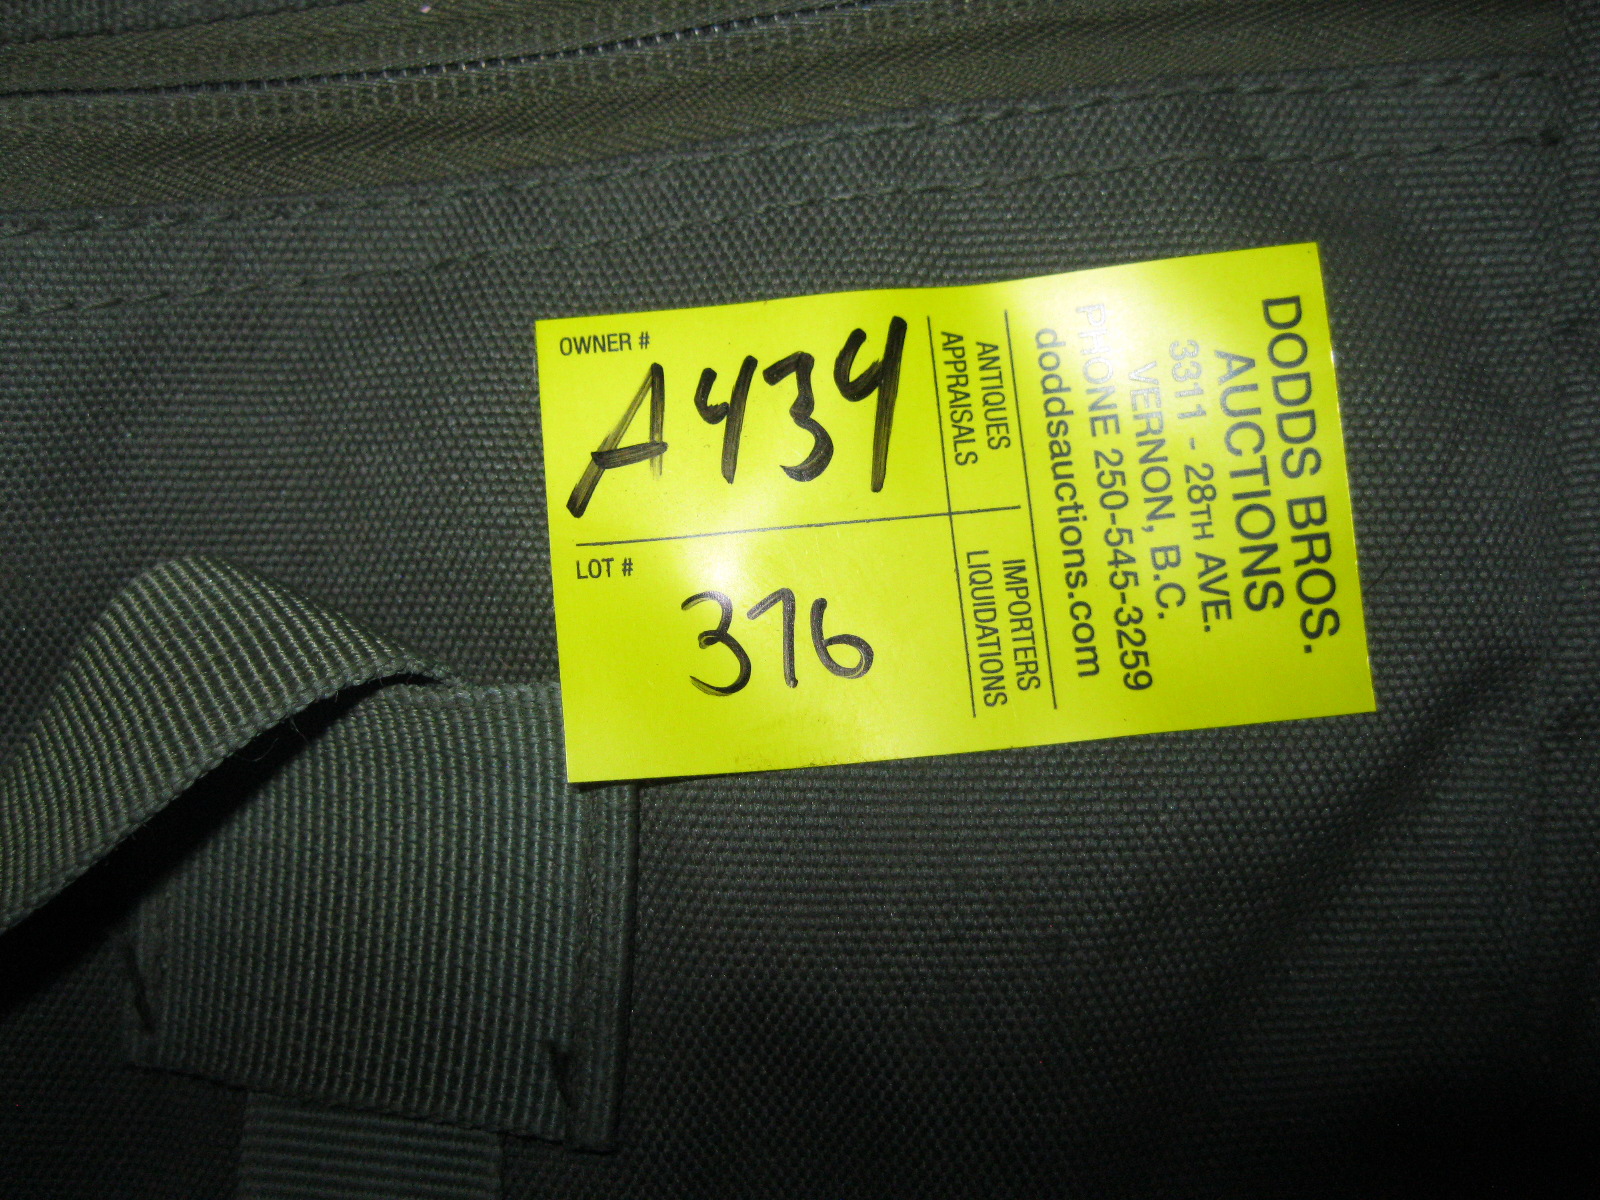 OWNER #
A434
LOT #
376
ANTIQUES
APPRAISALS
IMPORTERS
LIQUIDATIONS
DODDS BROS.
AUCTIONS
3311 - 28TH AVE.
VERNON, B.C.
PHONE 250-545-3259
doddsauctions.com